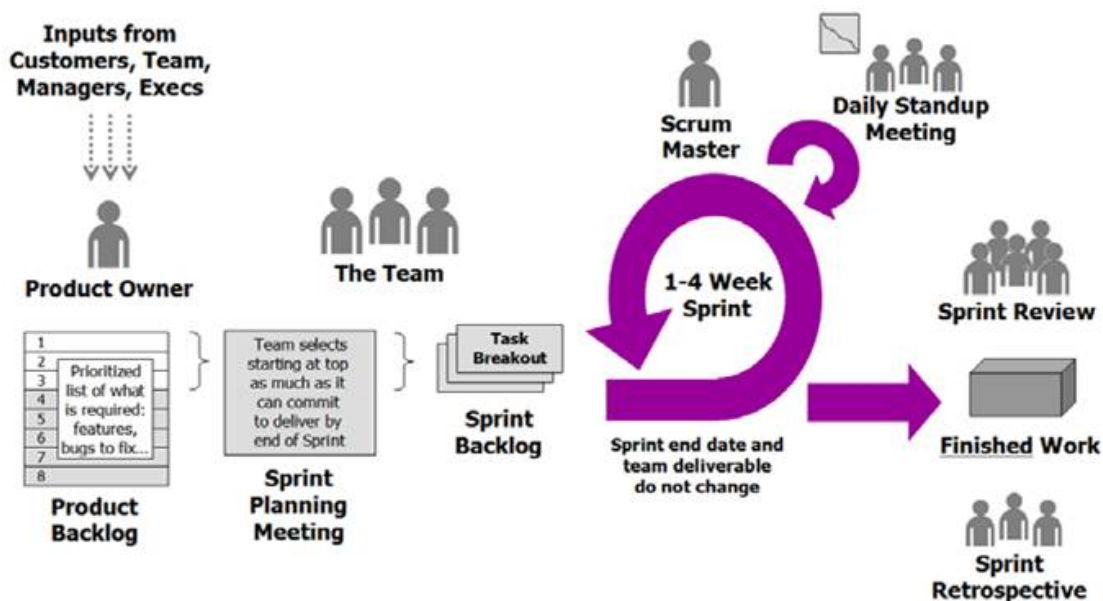 Inputs from
Customers, Team,
Managers, Execs
Product Owner
The Team
Scrum
Master
Daily Standup
Meeting
1
2
3
4
5
6
7
8
Prioritized
list of what
is required:
features,
bugs to fix...
Product
Backlog
Team selects
starting at top
as much as it
can commit
to deliver by
end of Sprint
Sprint
Planning
Meeting
Task
Breakout
Sprint
Backlog
1-4 Week
Sprint
Sprint end date and
team deliverable
do not change
Sprint Review
Finished Work
Sprint
Retrospective